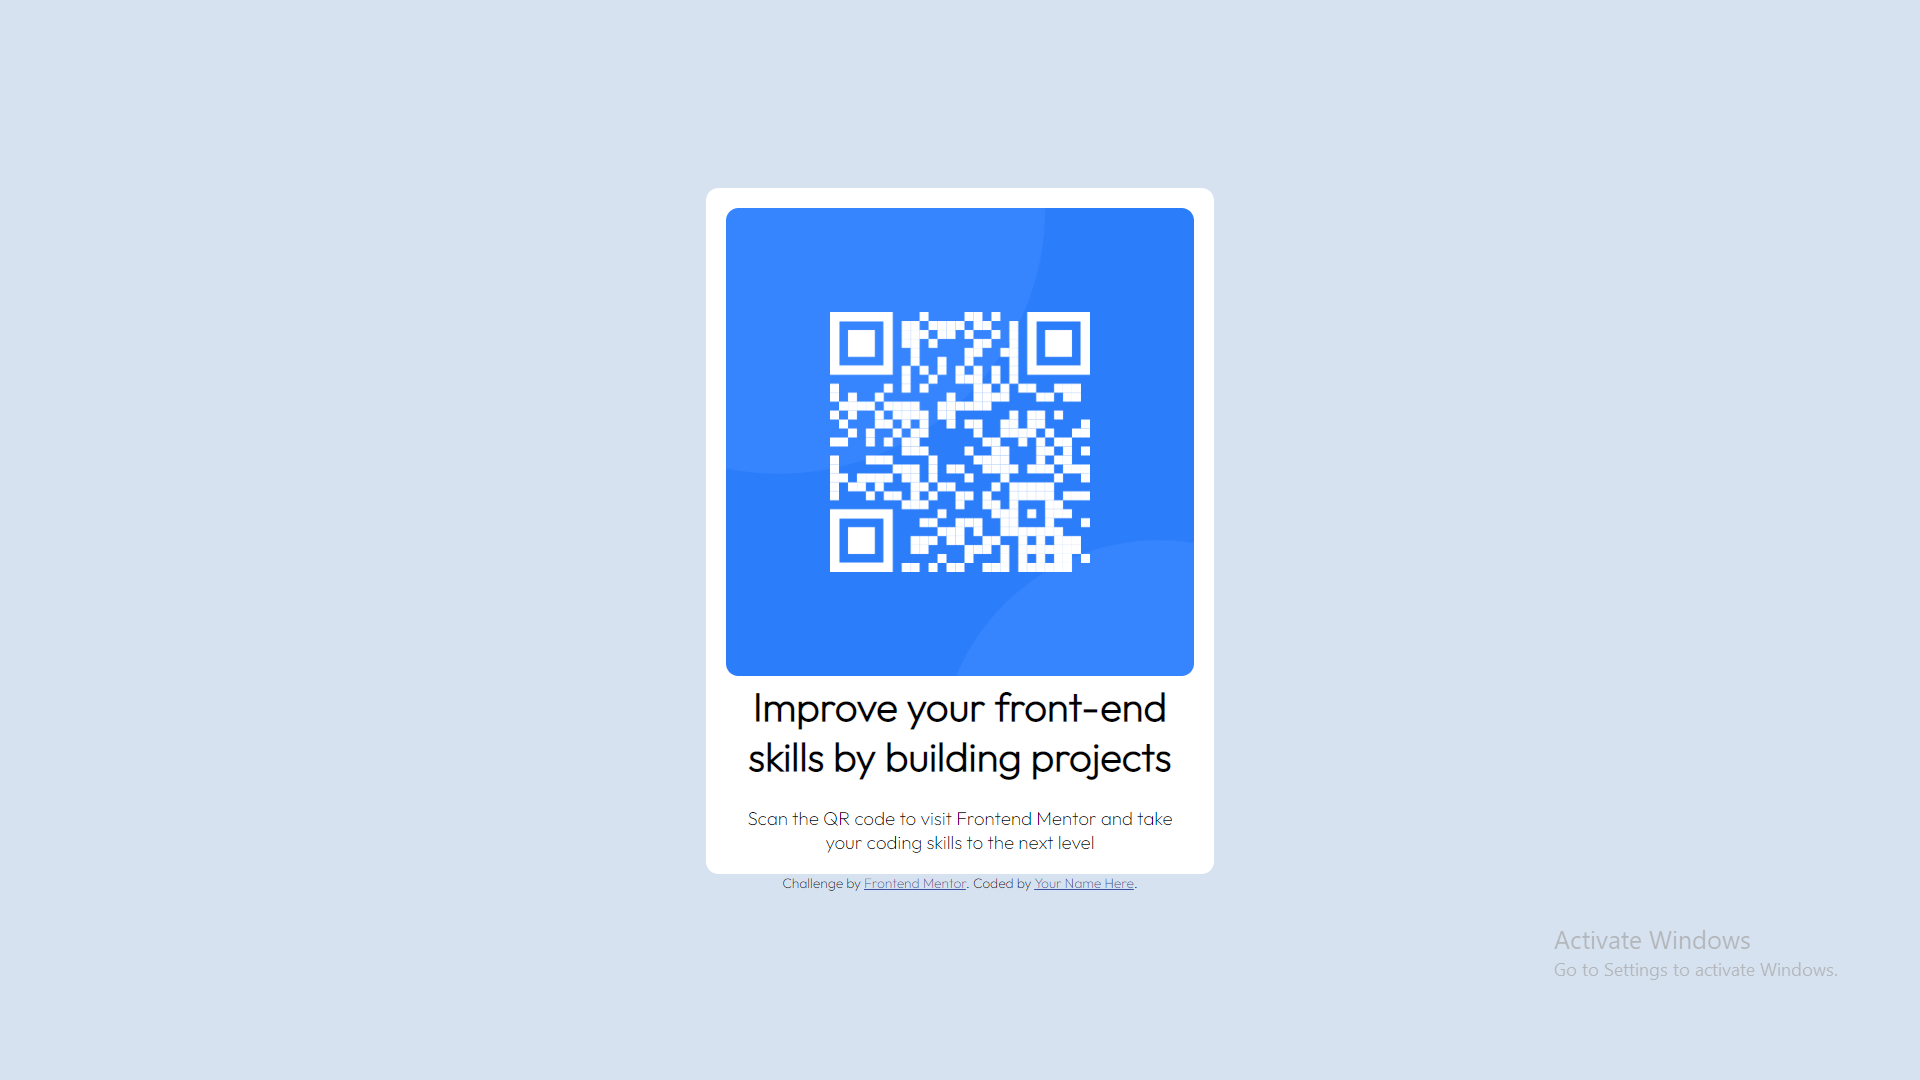 Improve your front-end
skills by building projects
Scan the QR code to visit Frontend Mentor and take
your coding skills to the next level
Challenge by Frontend Mentor. Coded by Your Name Here.
Activate Windows
Go to Settings to activate Windows.